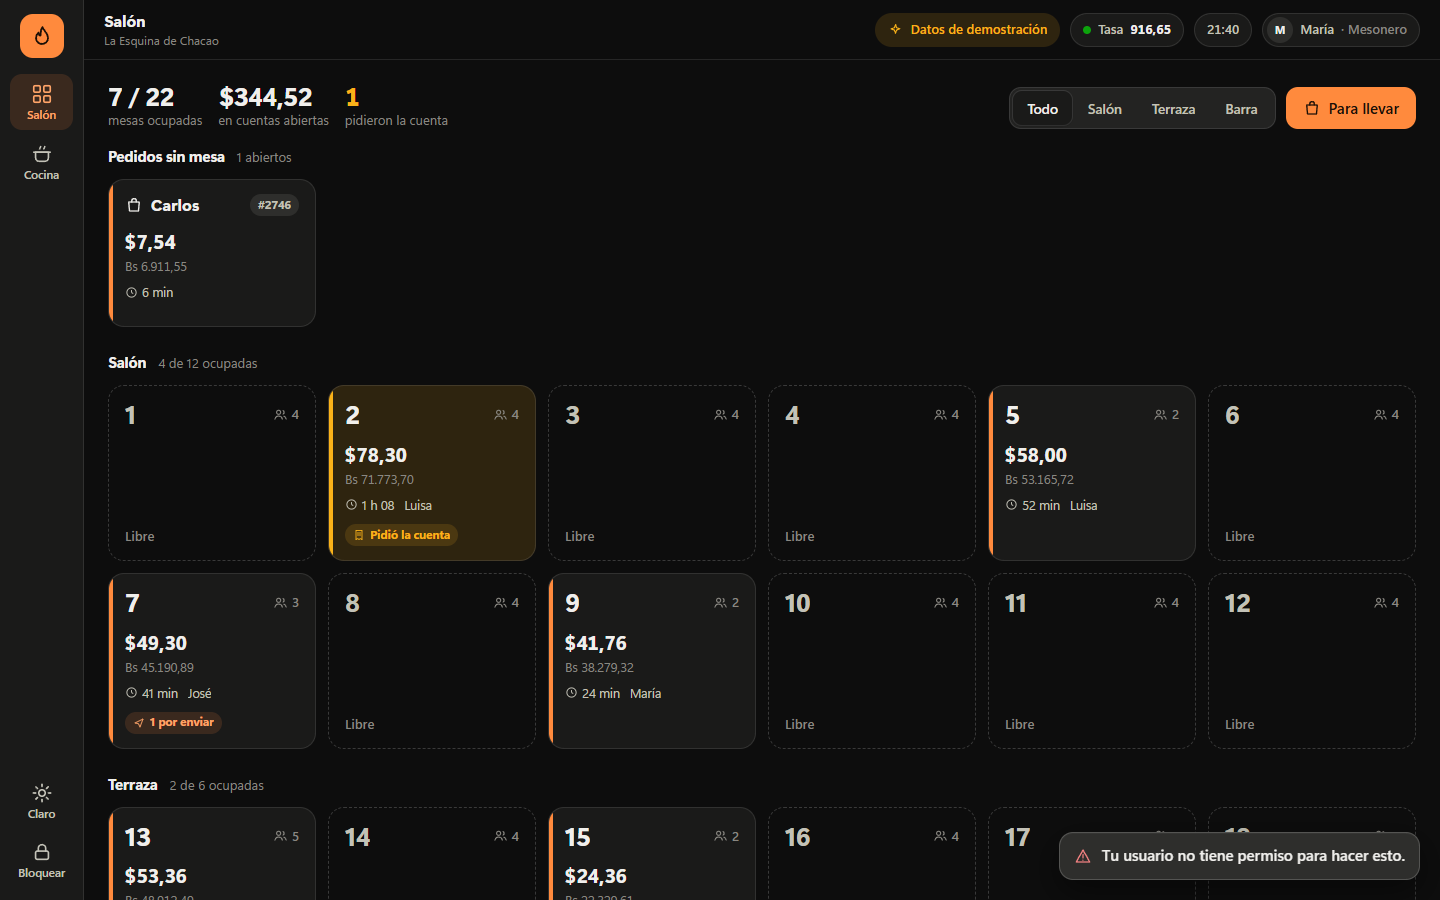 Salón
La Esquina de Chacao
Datos de demostración
Tasa 916,65
21:40
M María · Mesonero
Salón
Cocina
Claro
Bloquear
7 / 22
mesas ocupadas
$344,52
en cuentas abiertas
1
pidieron la cuenta
Todo Salón Terraza Barra
Para llevar
Pedidos sin mesa 1 abiertos
Carlos #2746
$7,54
Bs 6.911,55
6 min
Salón 4 de 12 ocupadas
1 4
Libre
2 4
$78,30
Bs 71.773,70
1 h 08 Luisa
Pidió la cuenta
3 4
Libre
4 4
Libre
5 2
$58,00
Bs 53.165,72
52 min Luisa
6 4
Libre
7 3
$49,30
Bs 45.190,89
41 min José
1 por enviar
8 4
Libre
9 2
$41,76
Bs 38.279,32
24 min María
10 4
Libre
11 4
Libre
12 4
Libre
Terraza 2 de 6 ocupadas
13 5
$53,36
14 4
15 2
$24,36
16 4
17
Tu usuario no tiene permiso para hacer esto.